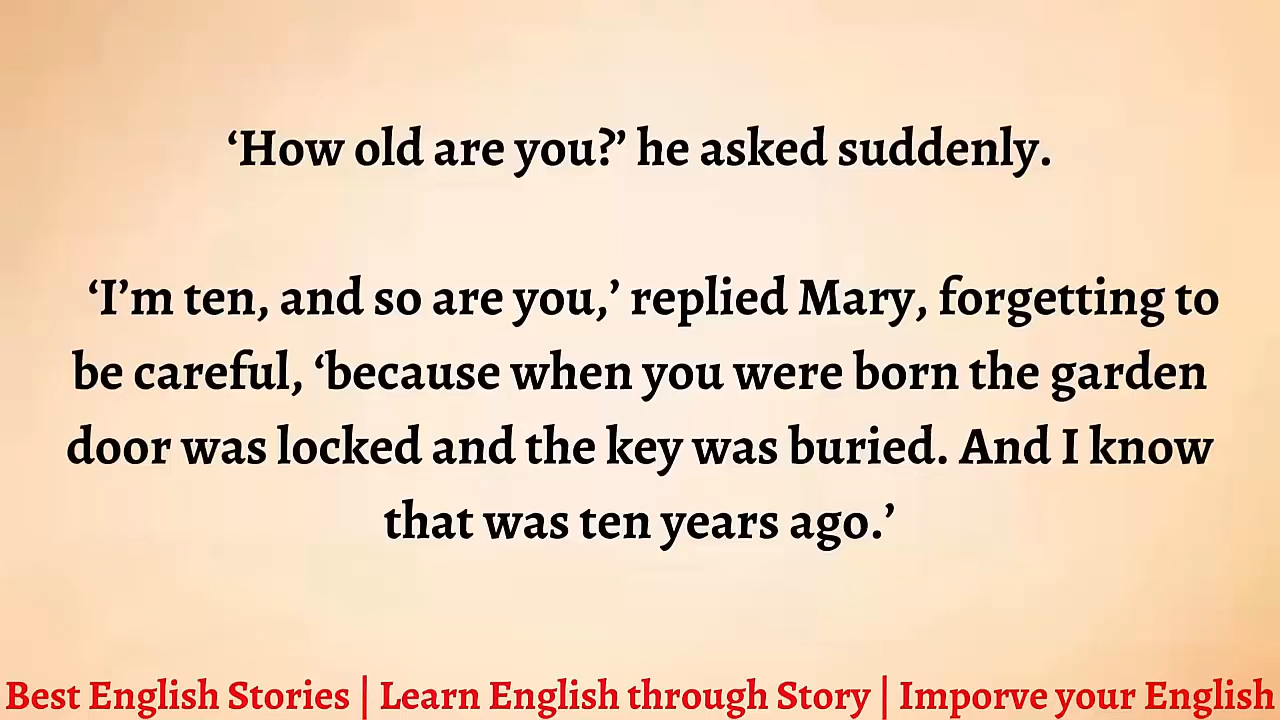 ‘How old are you?’ he asked suddenly.
‘I’m ten, and so are you,’ replied Mary, forgetting to
be careful, ‘because when you were born the garden
door was locked and the key was buried. And I know
that was ten years ago.’
Best English Stories | Learn English through Story | Imporve your English